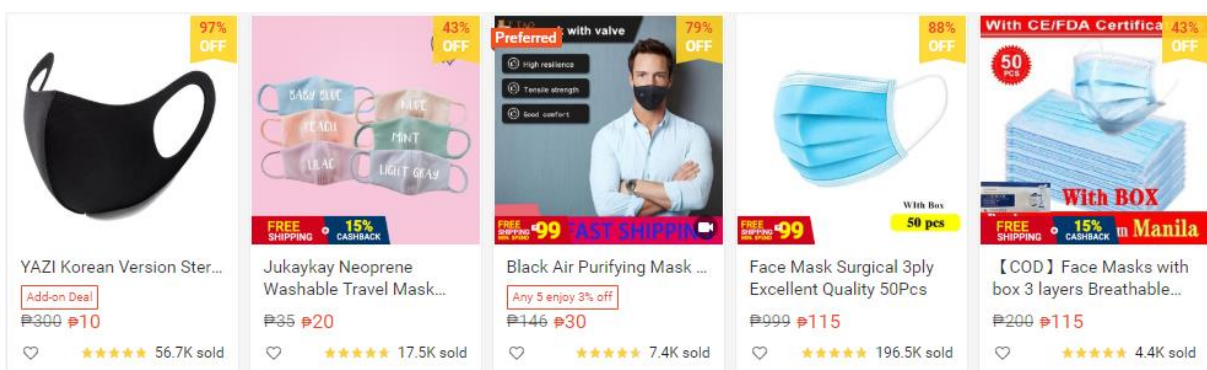 97%
OFF
YAZI Korean Version Ster...
Add-on Deal
₱300 ₱10
56.7K sold
43%
OFF
BABY BLUE
NUDE
PEACH
MINT
LILAC
LIGHT GRAY
FREE SHIPPING + 15% CASHBACK
Jukaykay Neoprene
Washable Travel Mask...
₱35 ₱20
17.5K sold
79%
OFF
Preferred
with valve
High resilience
Tensile strength
Good comfort
FREE SHIPPING MIN. SPEND ₱99
FAST SHIPPIN
Black Air Purifying Mask ...
Any 5 enjoy 3% off
₱146 ₱30
7.4K sold
88%
OFF
With Box
50 pcs
FREE SHIPPING MIN. SPEND ₱99
Face Mask Surgical 3ply
Excellent Quality 50Pcs
₱999 ₱115
196.5K sold
With CE/FDA Certifica
43%
OFF
50
PCS
With BOX
Manila
FREE SHIPPING + 15% CASHBACK
【COD】Face Masks with
box 3 layers Breathable...
₱200 ₱115
4.4K sold